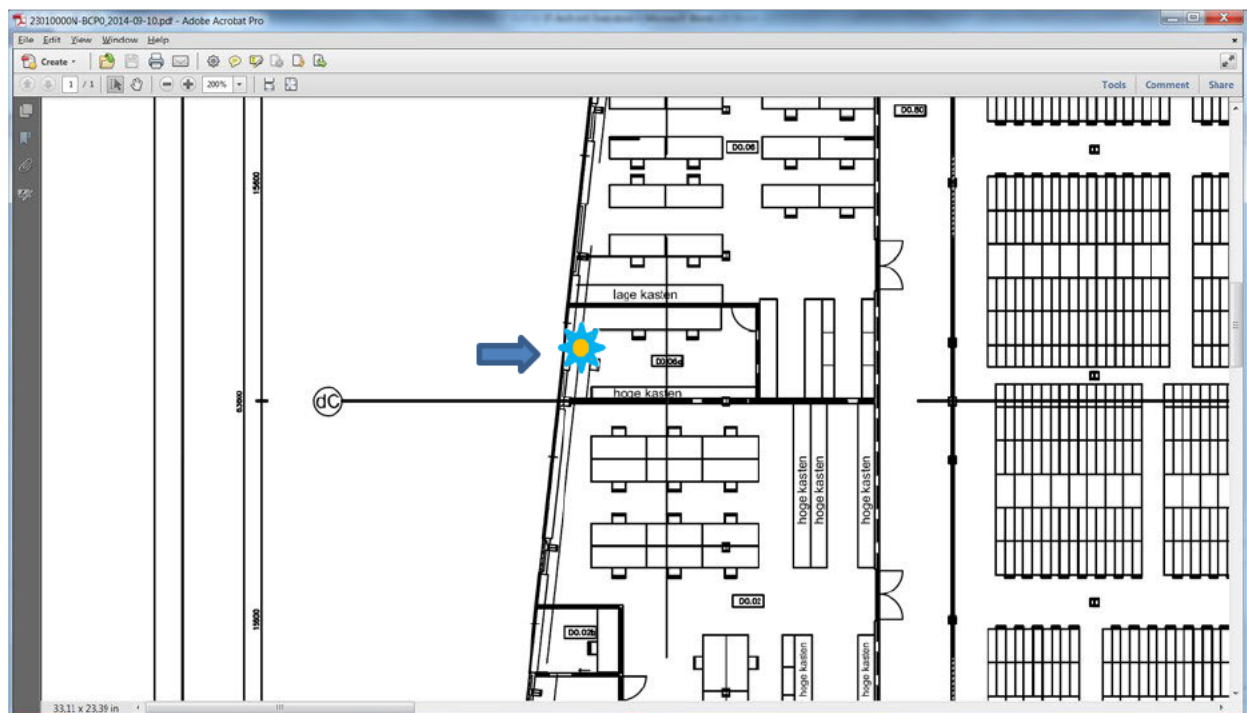 23010000N-BCP0_2014-09-10.pdf - Adobe Acrobat Pro
File Edit View Window Help
Create
1 / 1 200% Tools Comment Share
D0.80
D0.06
15600
lage kasten
D0.06a
hoge kasten
dC
hoge kasten
hoge kasten
hoge kasten
D0.02
15600
D0.02b
hoge kasten
hoge kasten
33.11 x 23.39 in